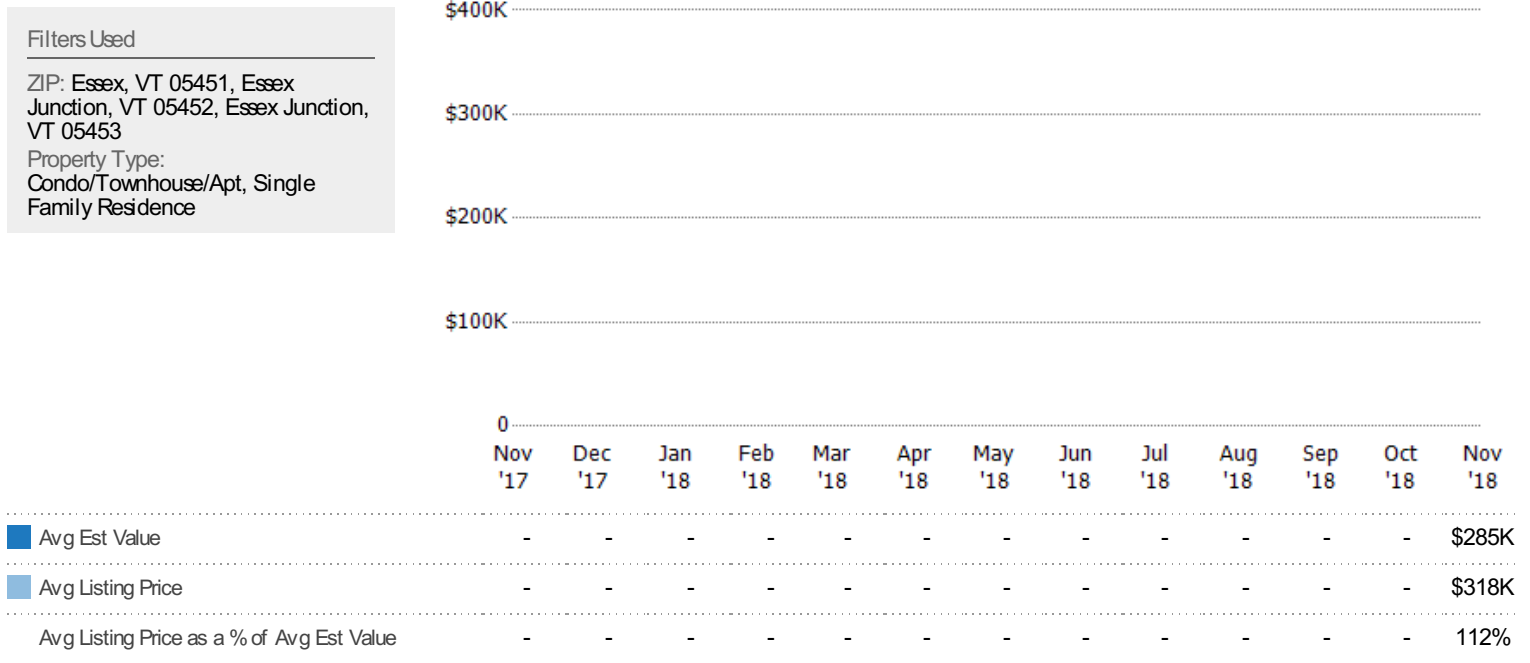 Filters Used
ZIP: Essex, VT 05451, Essex
Junction, VT 05452, Essex Junction,
VT 05453
Property Type:
Condo/Townhouse/Apt, Single
Family Residence
$400K
$300K
$200K
$100K
0
Nov Dec Jan Feb Mar Apr May Jun Jul Aug Sep Oct Nov
'17 '17 '18 '18 '18 '18 '18 '18 '18 '18 '18 '18 '18
Avg Est Value - - - - - - - - - - - - $285K
Avg Listing Price - - - - - - - - - - - - $318K
Avg Listing Price as a % of Avg Est Value - - - - - - - - - - - - 112%